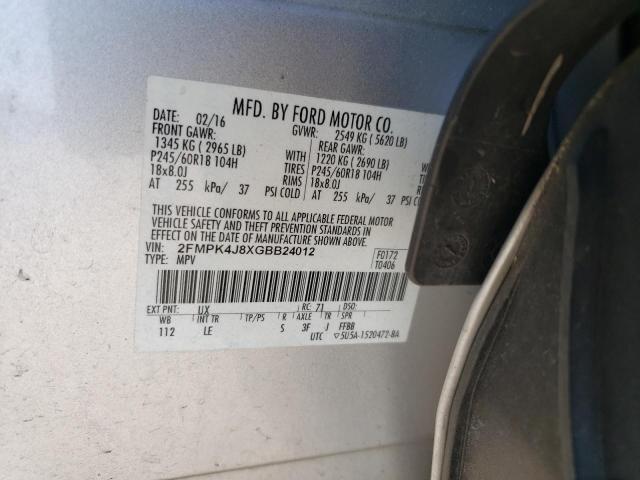 MFD. BY FORD MOTOR CO.
DATE: 02/16 GVWR: 2549 KG ( 5620 LB)
FRONT GAWR: REAR GAWR:
1345 KG ( 2965 LB) WITH 1220 KG ( 2690 LB) WITH
P245/60R18 104H TIRES P245/60R18 104H TIRES
18x8.0J RIMS 18x8.0J RIMS
AT 255 kPa/ 37 PSI COLD AT 255 kPa/ 37 PSI COLD
THIS VEHICLE CONFORMS TO ALL APPLICABLE FEDERAL MOTOR
VEHICLE SAFETY AND THEFT PREVENTION STANDARDS IN
EFFECT ON THE DATE OF MANUFACTURE SHOWN ABOVE.
VIN: 2FMPK4J8XGBB24012 F0172
TYPE: MPV T0406
EXT PNT: UX RC: 71 DSO:
WB INT TR TP/PS R AXLE TR SPR
112 LE S 3F J FFBB
UTC ▽5U5A-1520472-BA